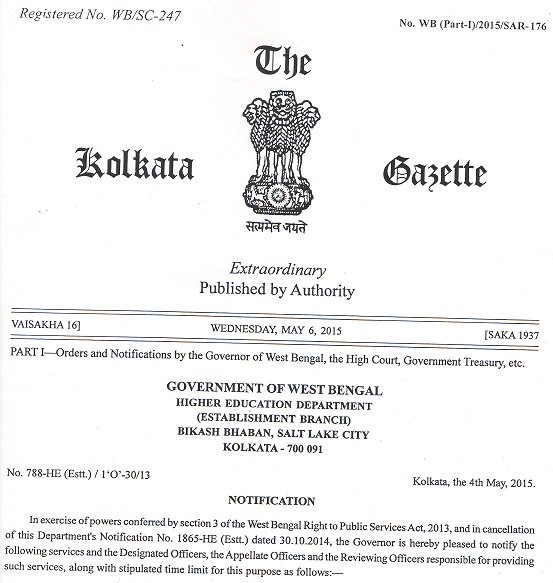 Registered No. WB/SC-247
No. WB (Part-I)/2015/SAR-176
The
Kolkata Gazette
सत्यमेव जयते
Extraordinary
Published by Authority
VAISAKHA 16] WEDNESDAY, MAY 6, 2015 [SAKA 1937
PART I—Orders and Notifications by the Governor of West Bengal, the High Court, Government Treasury, etc.
GOVERNMENT OF WEST BENGAL
HIGHER EDUCATION DEPARTMENT
(ESTABLISHMENT BRANCH)
BIKASH BHABAN, SALT LAKE CITY
KOLKATA - 700 091
No. 788-HE (Estt.) / 1‘O’-30/13 Kolkata, the 4th May, 2015.
NOTIFICATION
In exercise of powers conferred by section 3 of the West Bengal Right to Public Services Act, 2013, and in cancellation
of this Department's Notification No. 1865-HE (Estt.) dated 30.10.2014, the Governor is hereby pleased to notify the
following services and the Designated Officers, the Appellate Officers and the Reviewing Officers responsible for providing
such services, along with stipulated time limit for this purpose as follows:—